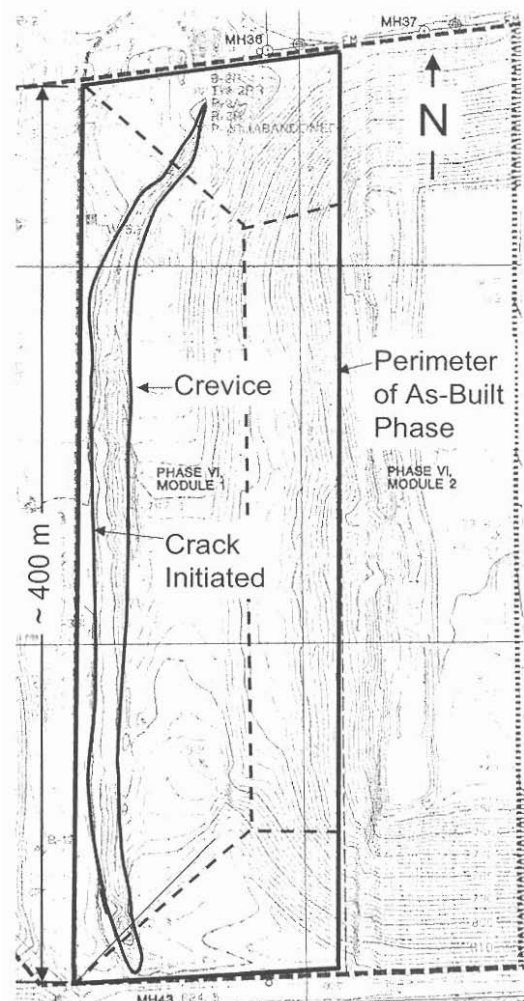 MH36
MH37
N
Perimeter
of As-Built
Phase
Crevice
PHASE VI,
MODULE 1
PHASE VI,
MODULE 2
Crack
Initiated
~ 400 m
MH43